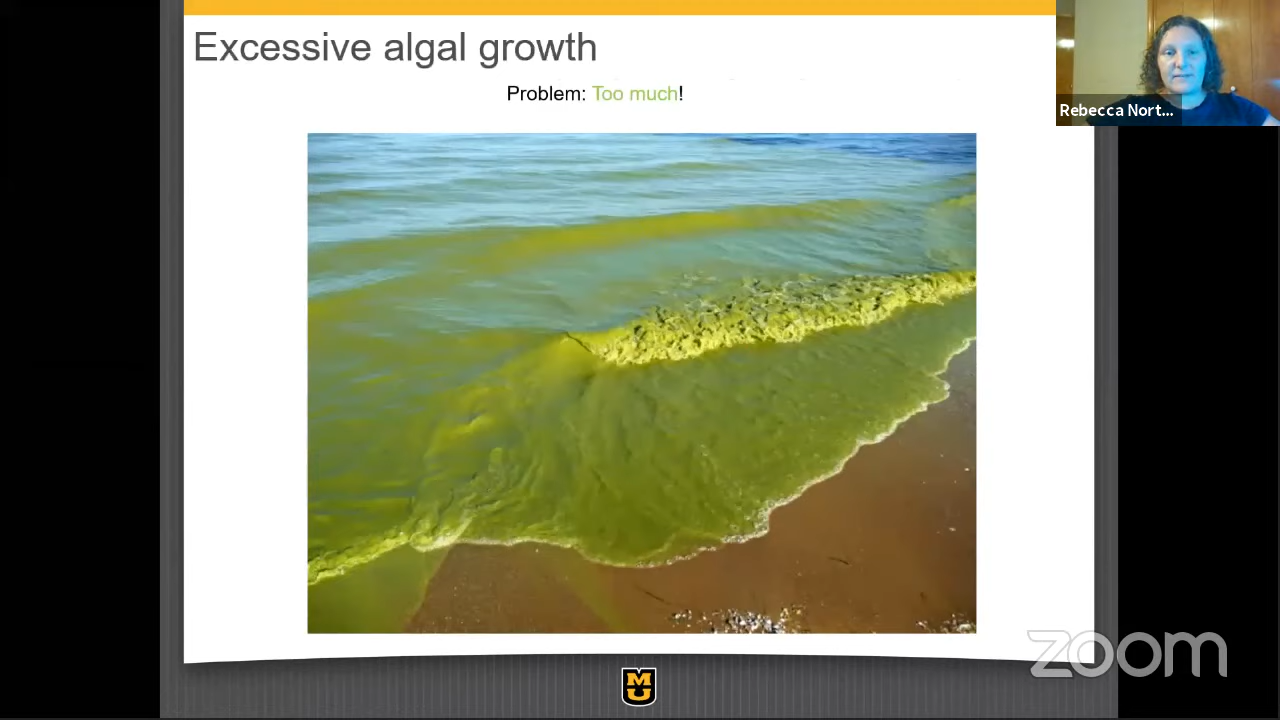 Excessive algal growth
Problem: Too much!
Rebecca Nort...
zoom
MU